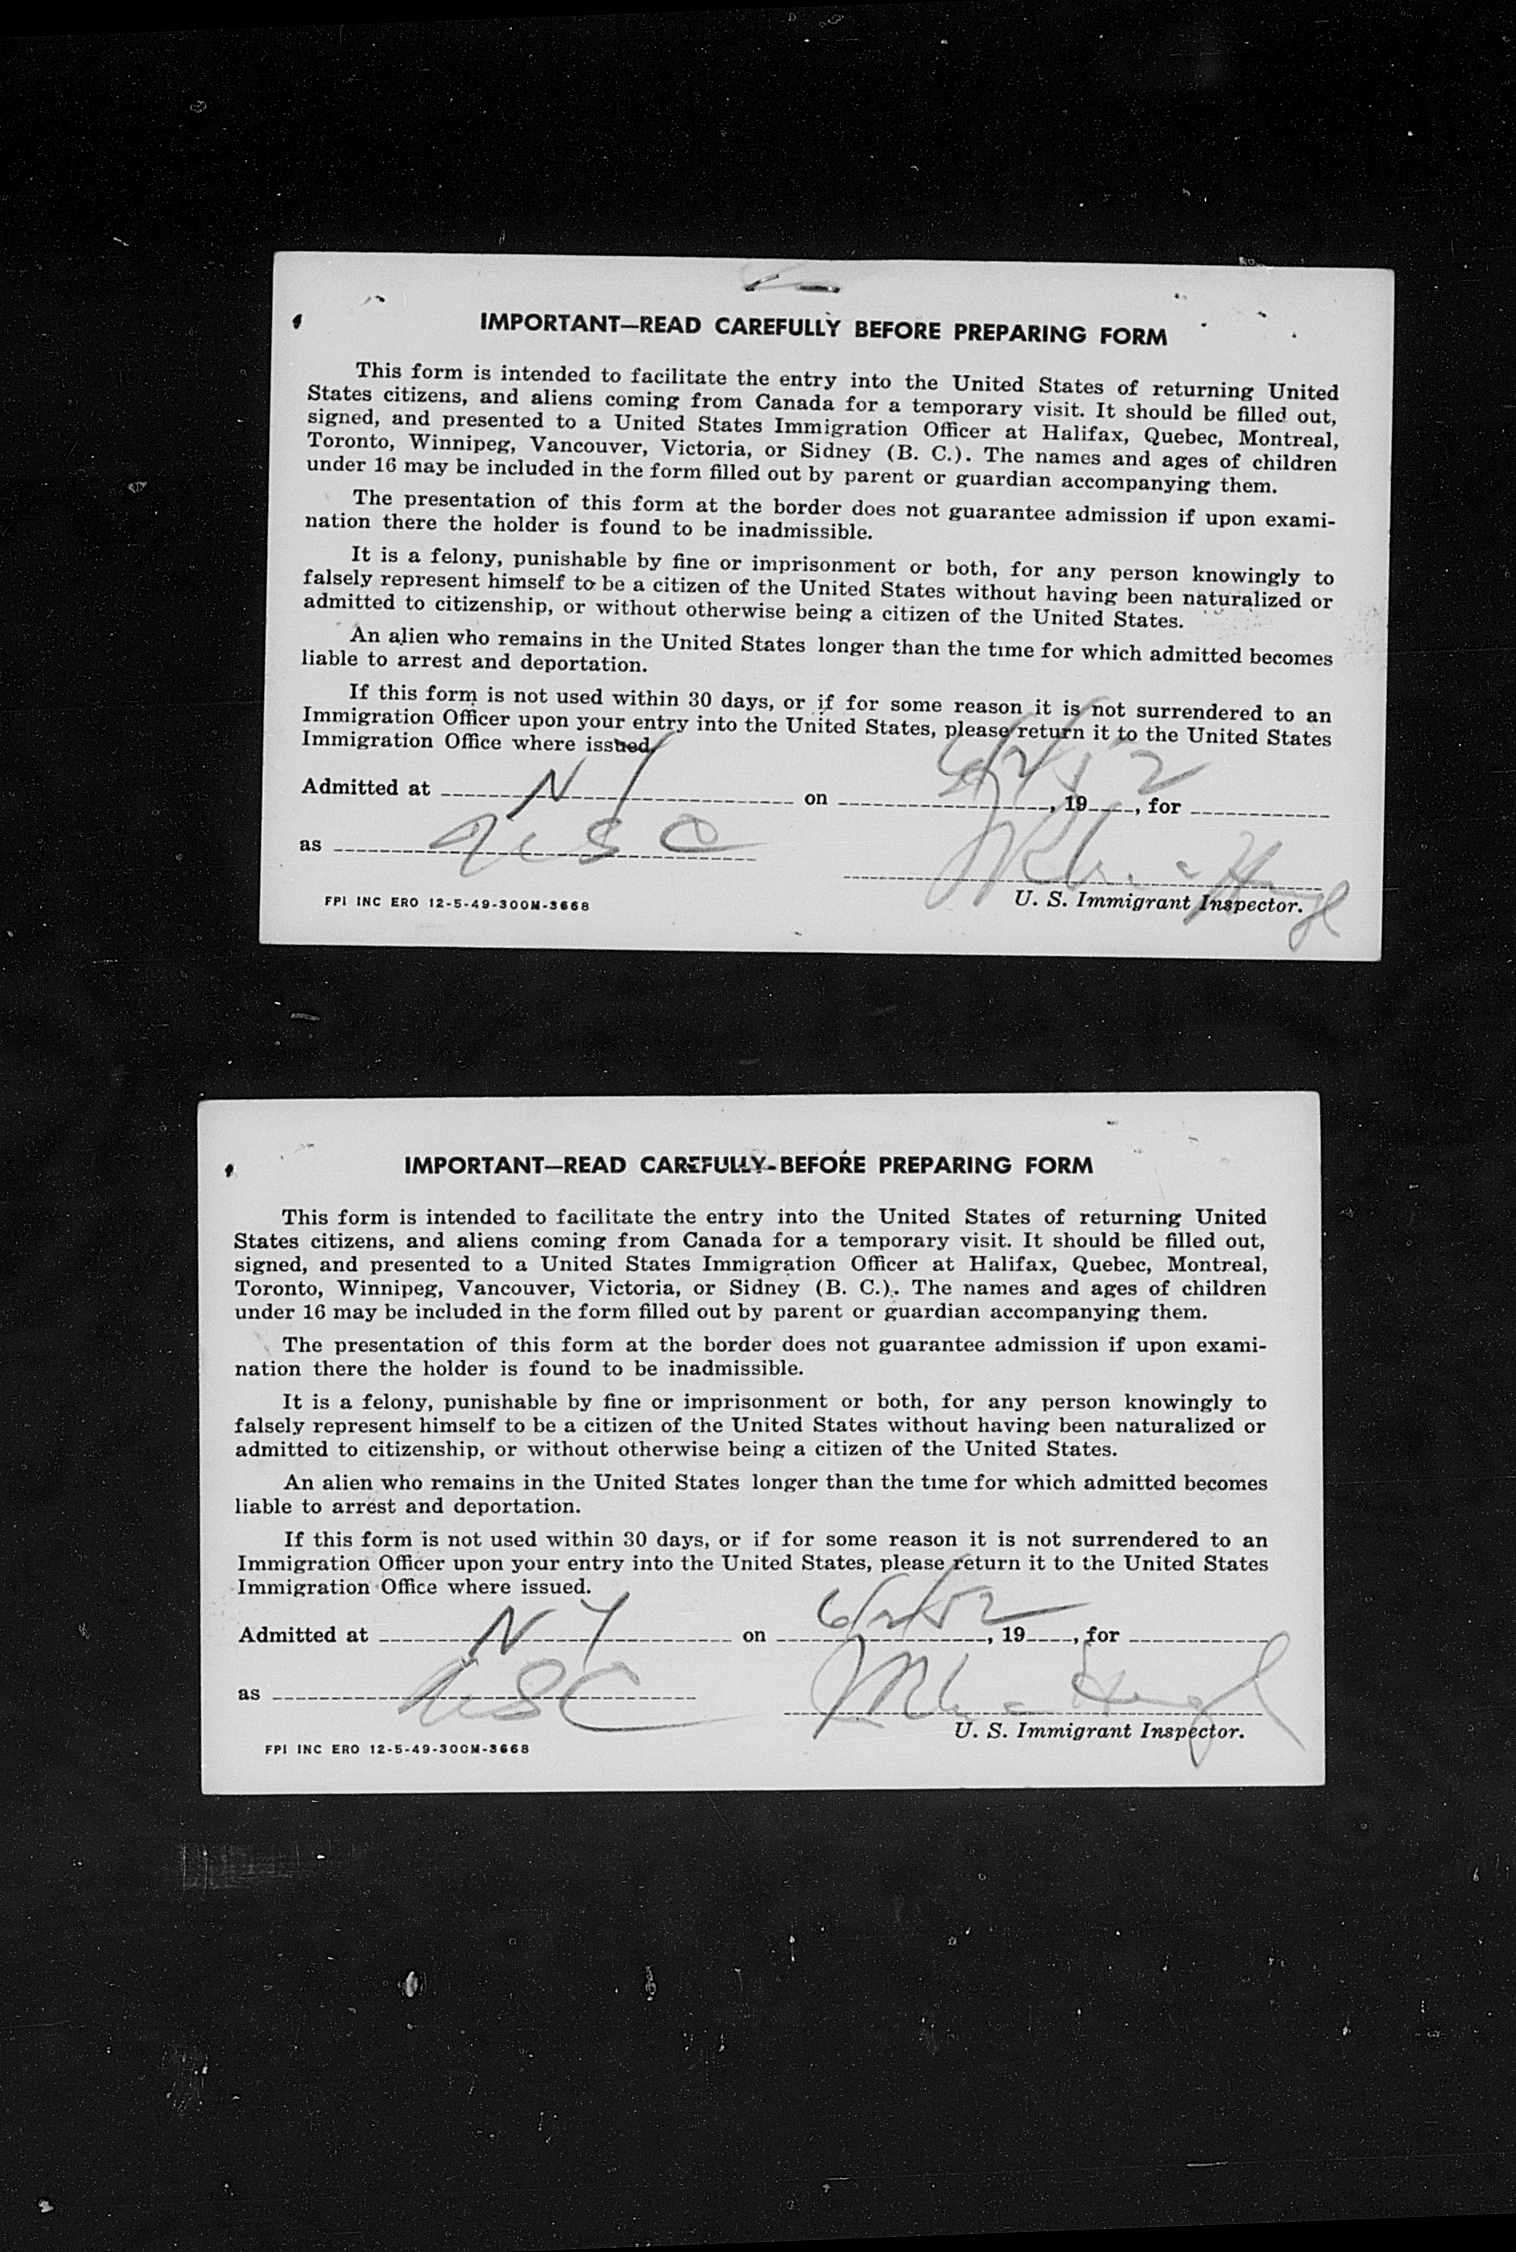 IMPORTANT—READ CAREFULLY BEFORE PREPARING FORM
This form is intended to facilitate the entry into the United States of returning United
States citizens, and aliens coming from Canada for a temporary visit. It should be filled out,
signed, and presented to a United States Immigration Officer at Halifax, Quebec, Montreal,
Toronto, Winnipeg, Vancouver, Victoria, or Sidney (B. C.). The names and ages of children
under 16 may be included in the form filled out by parent or guardian accompanying them.
The presentation of this form at the border does not guarantee admission if upon exami-
nation there the holder is found to be inadmissible.
It is a felony, punishable by fine or imprisonment or both, for any person knowingly to
falsely represent himself to be a citizen of the United States without having been naturalized or
admitted to citizenship, or without otherwise being a citizen of the United States.
An alien who remains in the United States longer than the time for which admitted becomes
liable to arrest and deportation.
If this form is not used within 30 days, or if for some reason it is not surrendered to an
Immigration Officer upon your entry into the United States, please return it to the United States
Immigration Office where issued.
Admitted at N Y on 6/2/52, 19, for
as USC
U. S. Immigrant Inspector.
FPI INC ERO 12-5-49-300M-3668
IMPORTANT—READ CAREFULLY BEFORE PREPARING FORM
This form is intended to facilitate the entry into the United States of returning United
States citizens, and aliens coming from Canada for a temporary visit. It should be filled out,
signed, and presented to a United States Immigration Officer at Halifax, Quebec, Montreal,
Toronto, Winnipeg, Vancouver, Victoria, or Sidney (B. C.). The names and ages of children
under 16 may be included in the form filled out by parent or guardian accompanying them.
The presentation of this form at the border does not guarantee admission if upon exami-
nation there the holder is found to be inadmissible.
It is a felony, punishable by fine or imprisonment or both, for any person knowingly to
falsely represent himself to be a citizen of the United States without having been naturalized or
admitted to citizenship, or without otherwise being a citizen of the United States.
An alien who remains in the United States longer than the time for which admitted becomes
liable to arrest and deportation.
If this form is not used within 30 days, or if for some reason it is not surrendered to an
Immigration Officer upon your entry into the United States, please return it to the United States
Immigration Office where issued.
Admitted at N Y on 6/2/52, 19, for
as USC
U. S. Immigrant Inspector.
FPI INC ERO 12-5-49-300M-3668